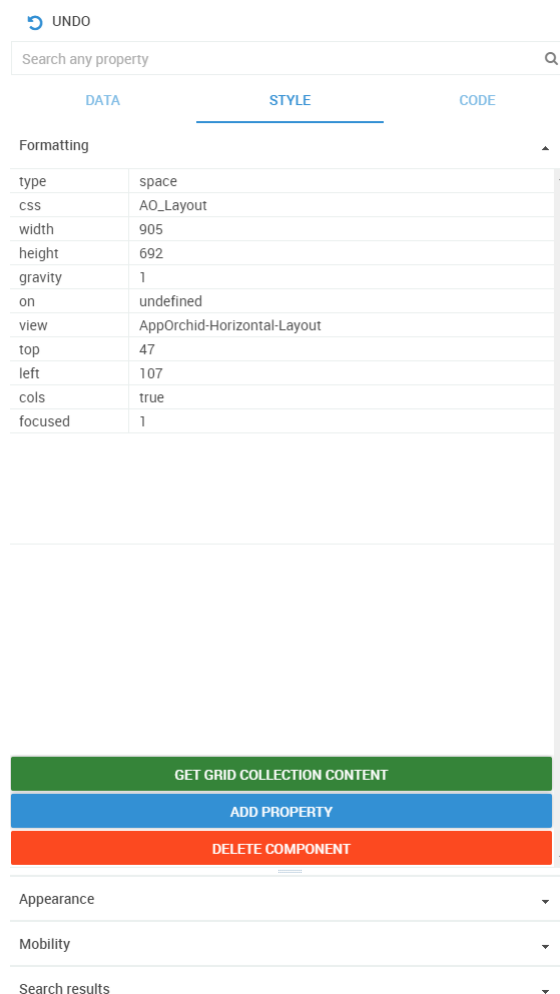 UNDO
Search any property
DATA STYLE CODE
Formatting
type space
css AO_Layout
width 905
height 692
gravity 1
on undefined
view AppOrchid-Horizontal-Layout
top 47
left 107
cols true
focused 1
GET GRID COLLECTION CONTENT
ADD PROPERTY
DELETE COMPONENT
Appearance
Mobility
Search results